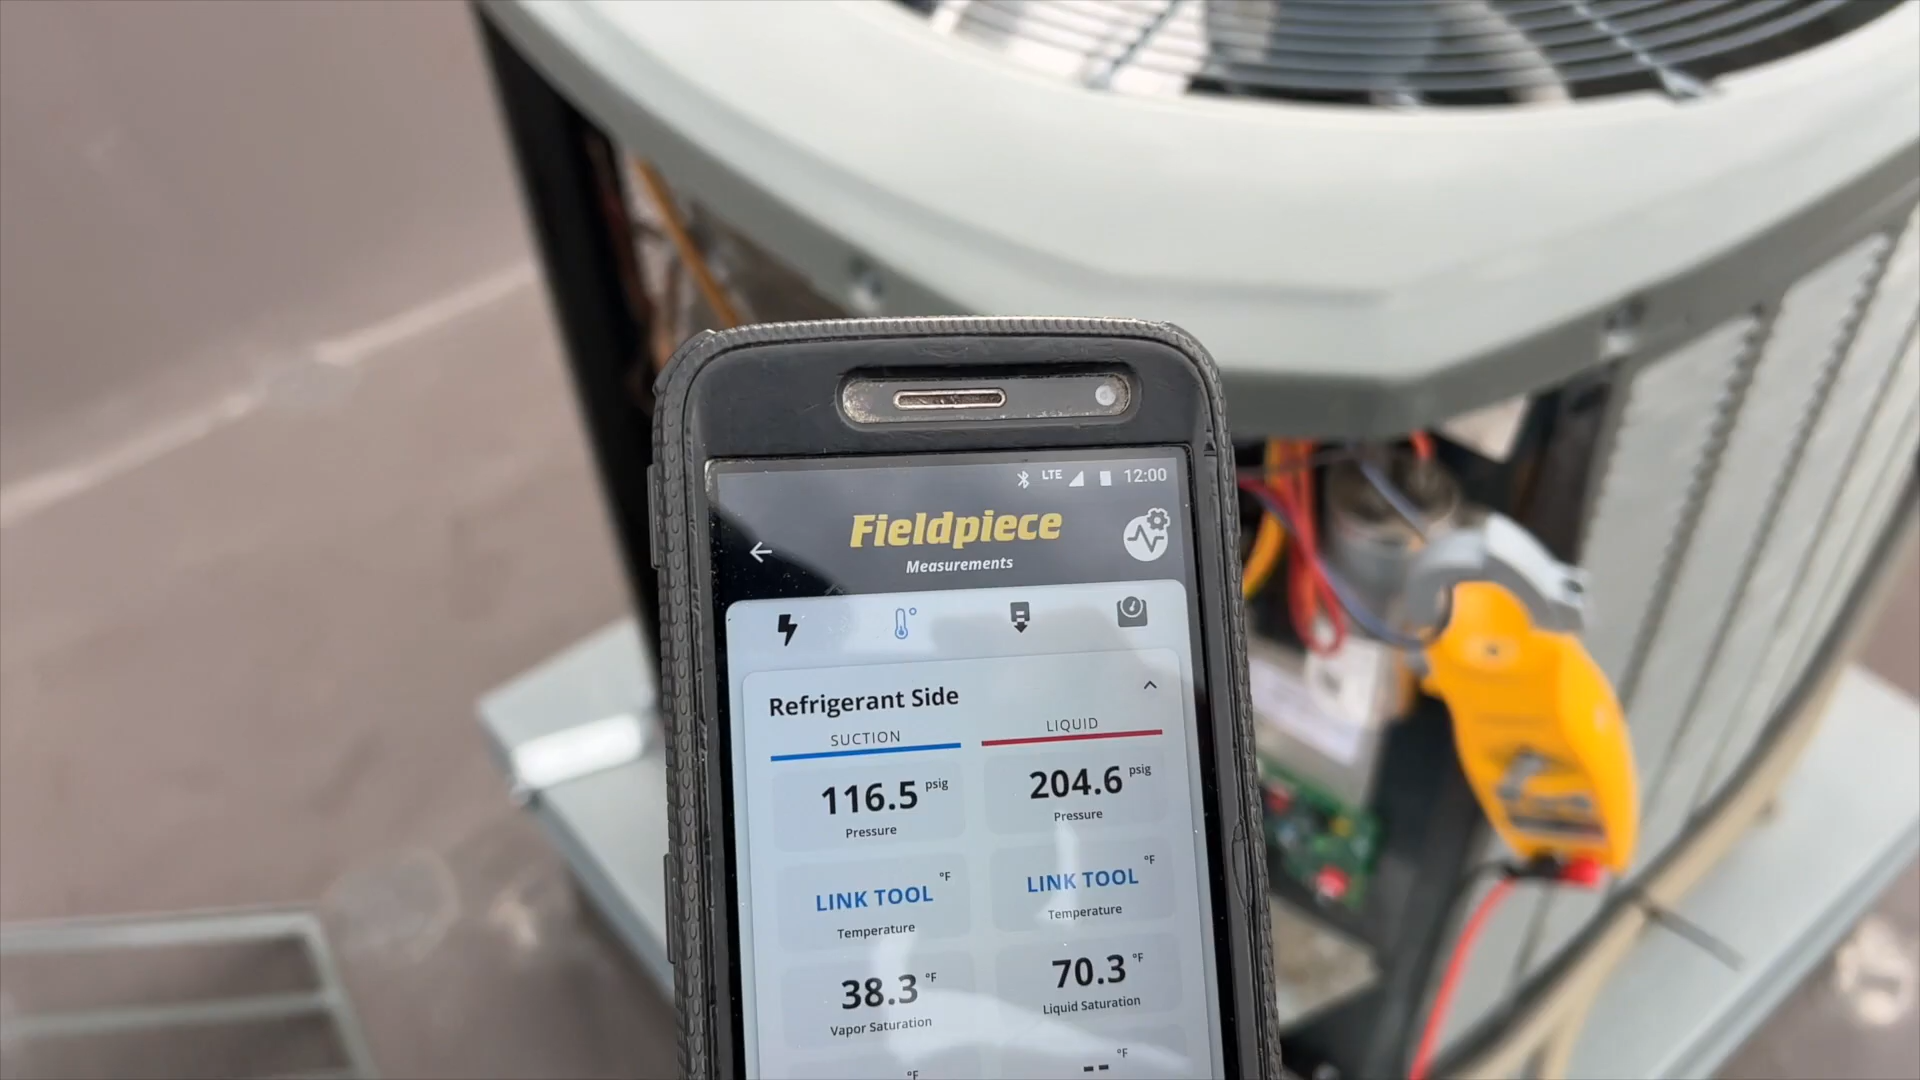 LTE 12:00
Fieldpiece
Measurements
Refrigerant Side
SUCTION LIQUID
116.5 psig 204.6 psig
Pressure Pressure
LINK TOOL °F LINK TOOL °F
Temperature Temperature
38.3 °F 70.3 °F
Vapor Saturation Liquid Saturation
°F -- °F